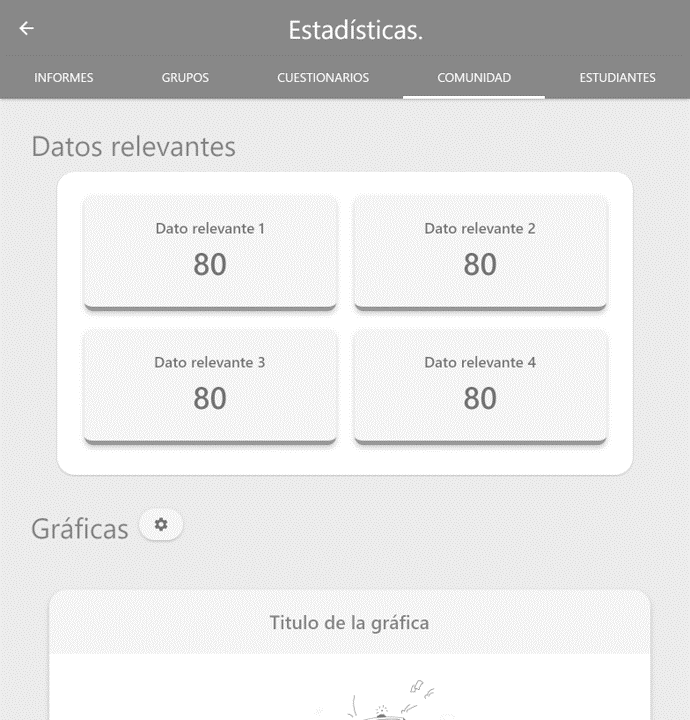 Estadísticas.
INFORMES GRUPOS CUESTIONARIOS COMUNIDAD ESTUDIANTES
Datos relevantes
Dato relevante 1 Dato relevante 2
80 80
Dato relevante 3 Dato relevante 4
80 80
Gráficas
Titulo de la gráfica